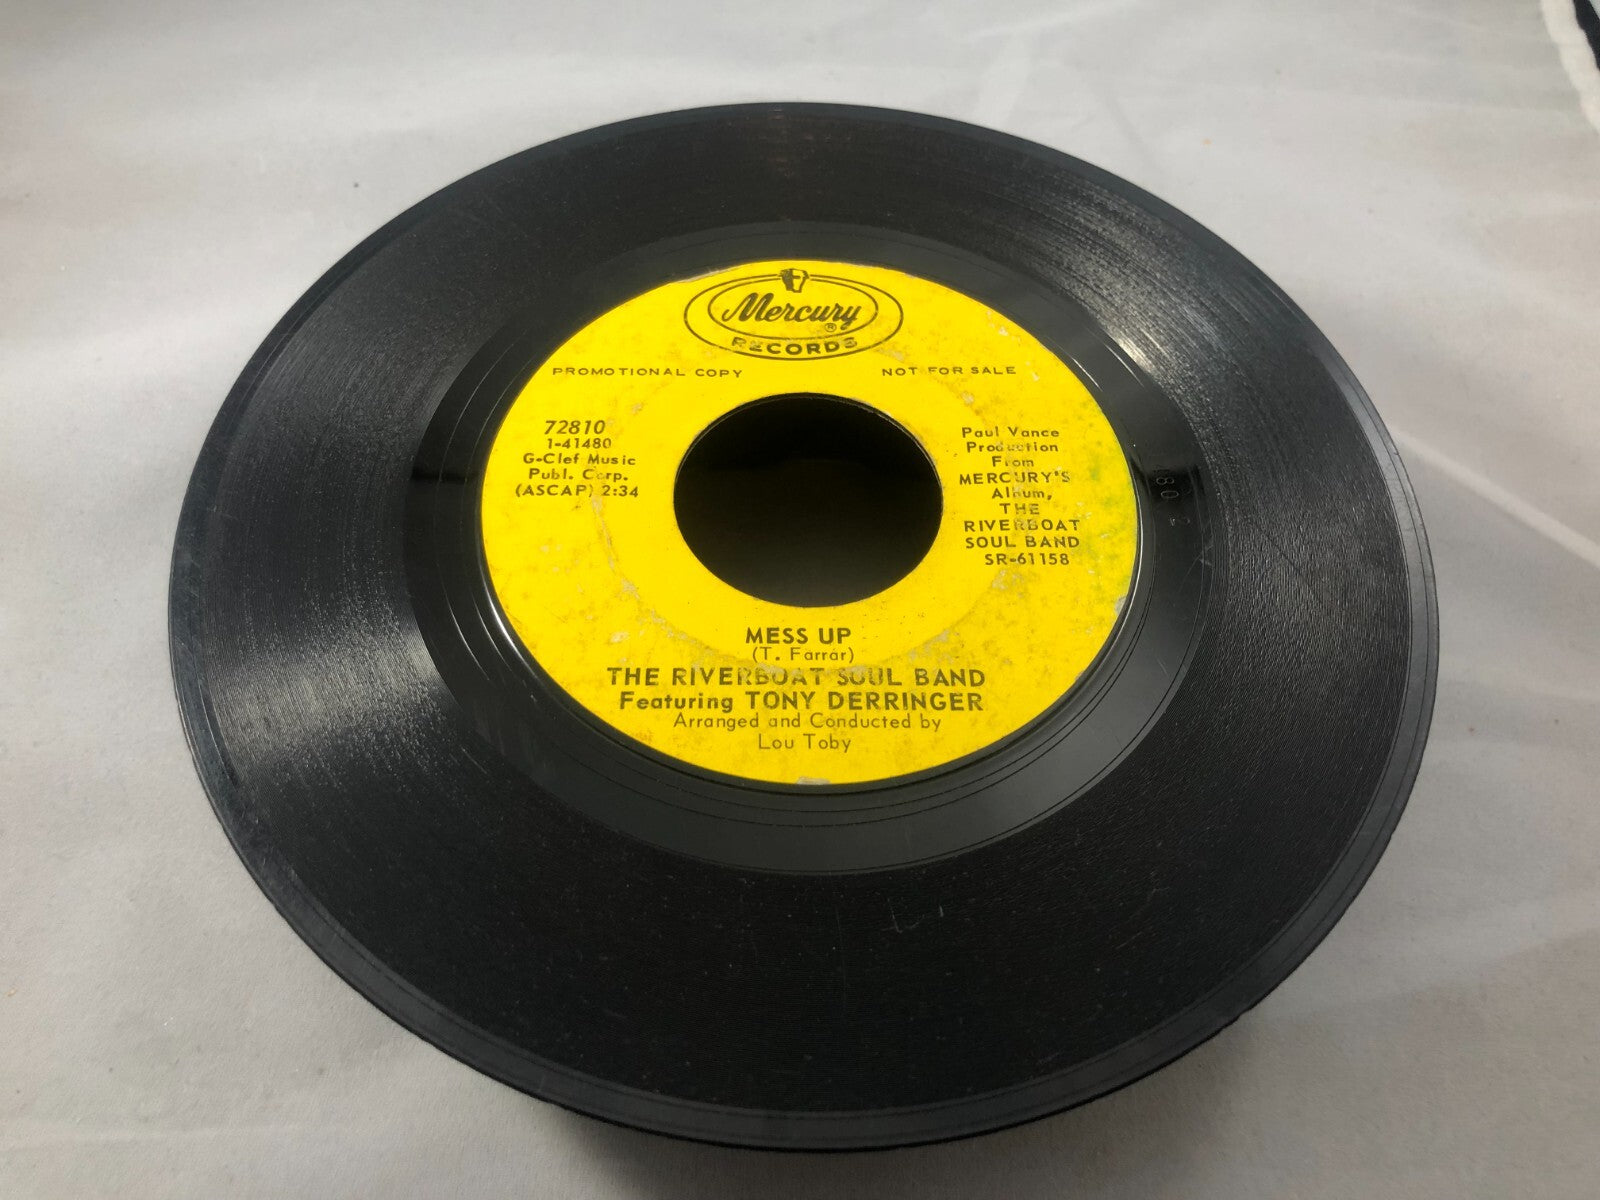 Mercury
®
RECORDS
PROMOTIONAL COPY
NOT FOR SALE
72810
1-41480
G-Clef Music
Publ. Corp.
(ASCAP) 2:34
Paul Vance
Production
From
MERCURY'S
Album,
THE
RIVERBOAT
SOUL BAND
SR-61158
MESS UP
(T. Farrar)
THE RIVERBOAT SOUL BAND
Featuring TONY DERRINGER
Arranged and Conducted by
Lou Toby